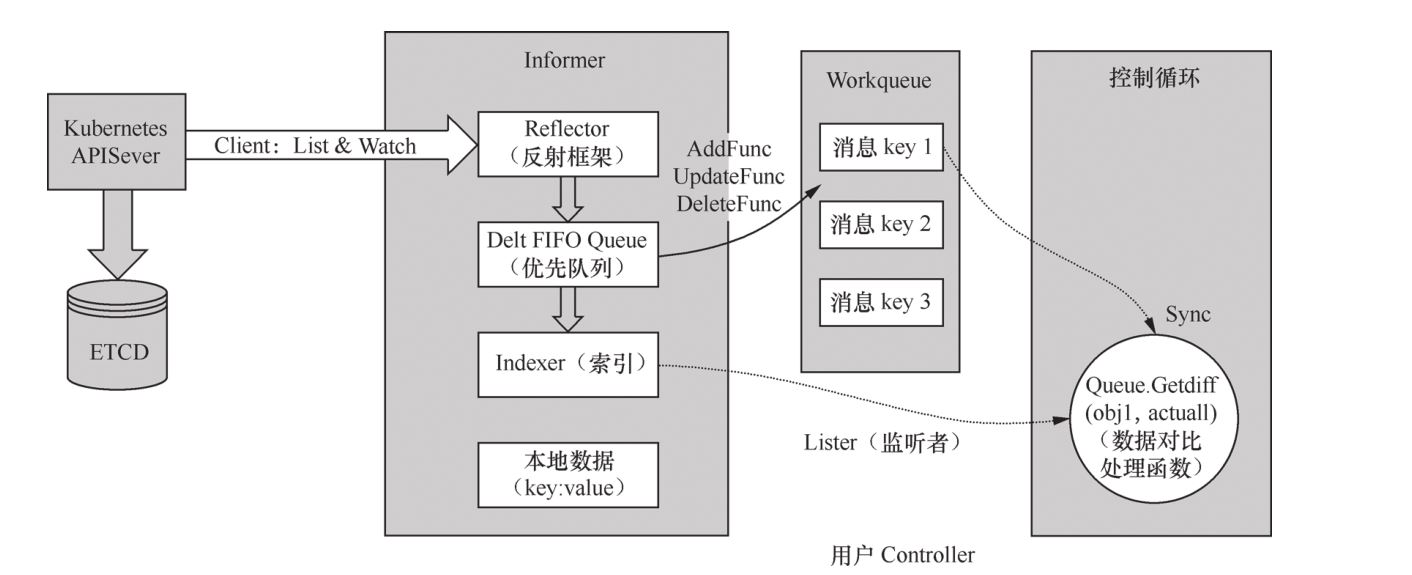 Kubernetes
APISever
ETCD
Client：List & Watch
Informer
Reflector
（反射框架）
Delt FIFO Queue
（优先队列）
Indexer（索引）
本地数据
（key:value）
AddFunc
UpdateFunc
DeleteFunc
Workqueue
消息 key 1
消息 key 2
消息 key 3
Lister（监听者）
控制循环
Sync
Queue.Getdiff
(obj1, actuall)
（数据对比
处理函数）
用户 Controller